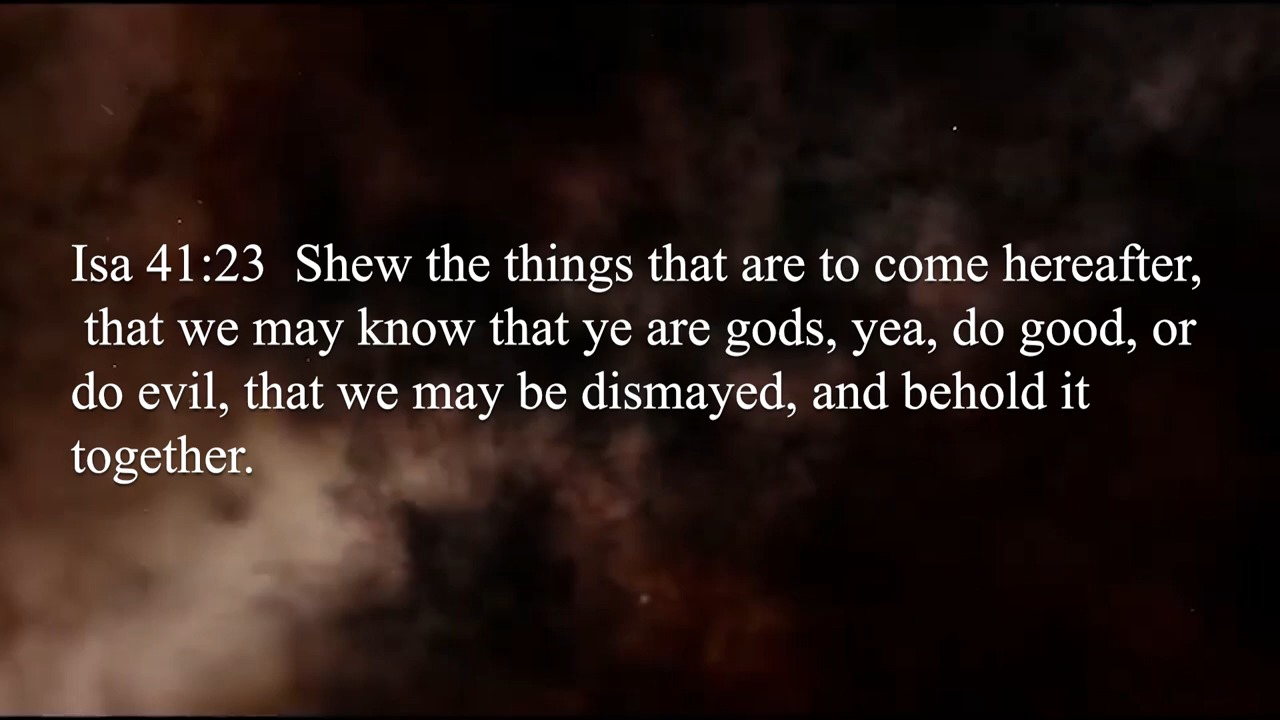 Isa 41:23  Shew the things that are to come hereafter,
that we may know that ye are gods, yea, do good, or
do evil, that we may be dismayed, and behold it
together.